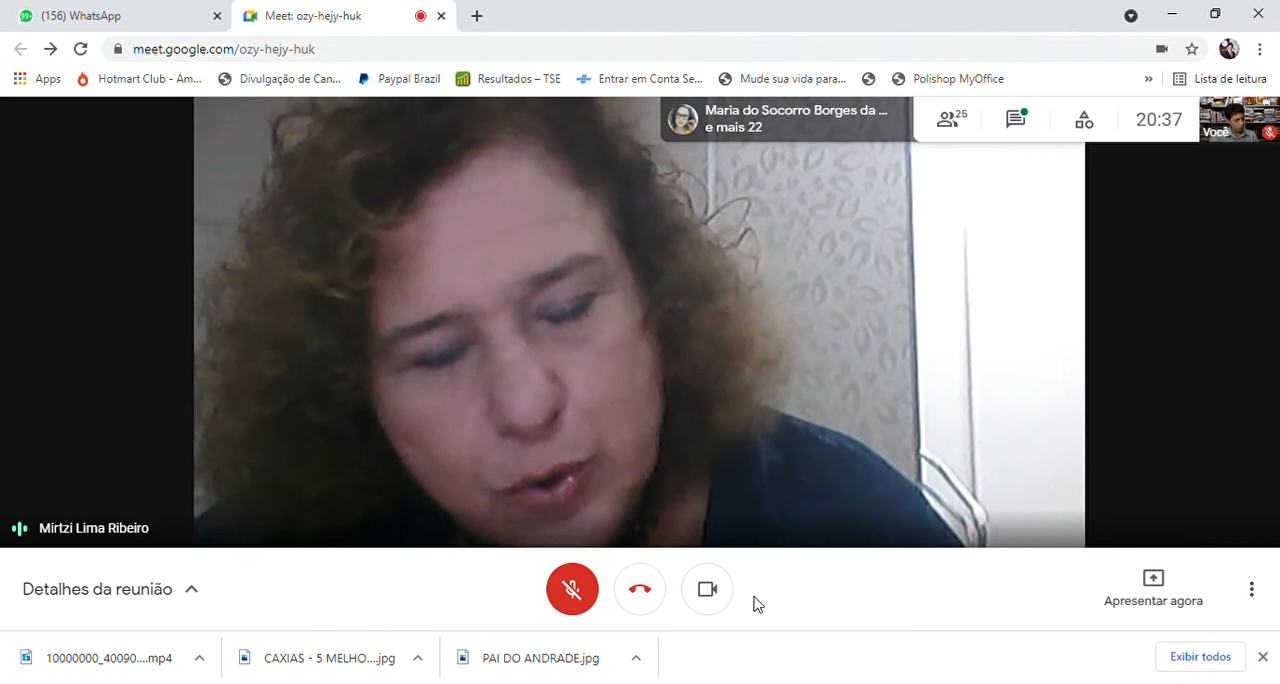 99+
(156) WhatsApp
Meet: ozy-hejy-huk
meet.google.com/ozy-hejy-huk
Apps
Hotmart Club - Am...
Divulgação de Can...
Paypal Brazil
Resultados – TSE
Entrar em Conta Se...
Mude sua vida para...
Polishop MyOffice
»
Lista de leitura
Maria do Socorro Borges da ...
e mais 22
25
20:37
Você
Mirtzi Lima Ribeiro
Detalhes da reunião
Apresentar agora
10000000_40090....mp4
CAXIAS - 5 MELHO....jpg
PAI DO ANDRADE.jpg
Exibir todos